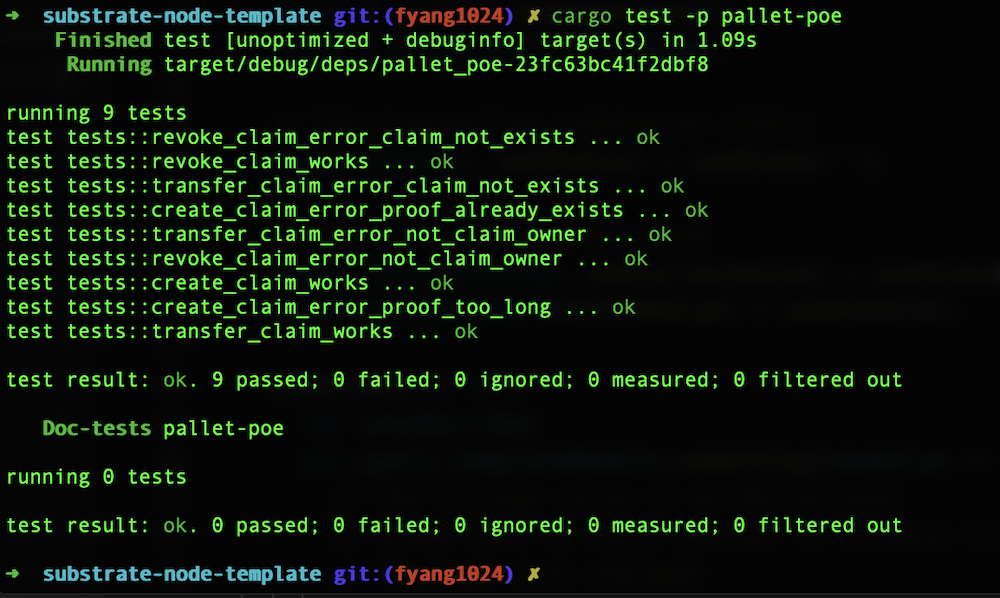 ➜  substrate-node-template git:(fyang1024) ✗ cargo test -p pallet-poe
    Finished test [unoptimized + debuginfo] target(s) in 1.09s
     Running target/debug/deps/pallet_poe-23fc63bc41f2dbf8
running 9 tests
test tests::revoke_claim_error_claim_not_exists ... ok
test tests::revoke_claim_works ... ok
test tests::transfer_claim_error_claim_not_exists ... ok
test tests::create_claim_error_proof_already_exists ... ok
test tests::transfer_claim_error_not_claim_owner ... ok
test tests::revoke_claim_error_not_claim_owner ... ok
test tests::create_claim_works ... ok
test tests::create_claim_error_proof_too_long ... ok
test tests::transfer_claim_works ... ok
test result: ok. 9 passed; 0 failed; 0 ignored; 0 measured; 0 filtered out
   Doc-tests pallet-poe
running 0 tests
test result: ok. 0 passed; 0 failed; 0 ignored; 0 measured; 0 filtered out
➜  substrate-node-template git:(fyang1024) ✗